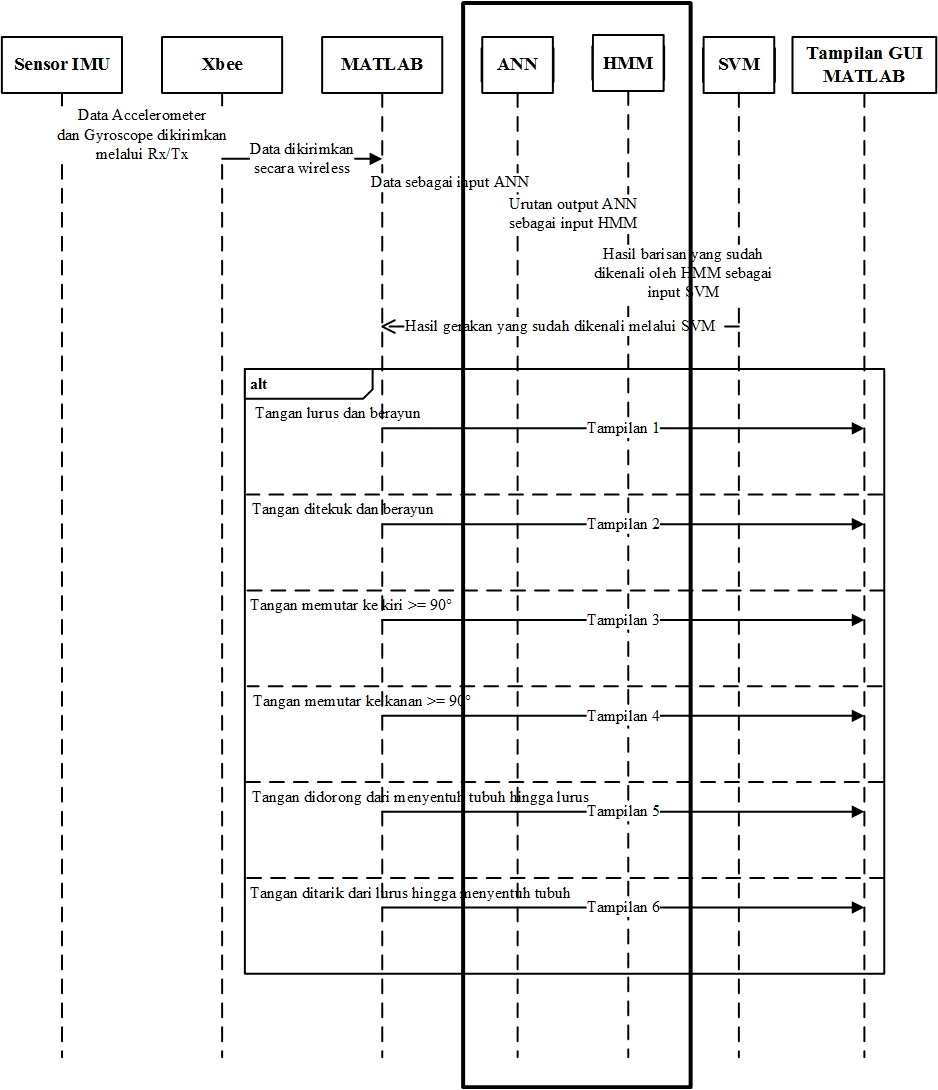 Sensor IMU
Xbee
MATLAB
ANN
HMM
SVM
Tampilan GUI
MATLAB
Data Accelerometer
dan Gyroscope dikirimkan
melalui Rx/Tx
Data dikirimkan
secara wireless
Data sebagai input ANN
Urutan output ANN
sebagai input HMM
Hasil barisan yang sudah
dikenali oleh HMM sebagai
input SVM
Hasil gerakan yang sudah dikenali melalui SVM
alt
Tangan lurus dan berayun
Tampilan 1
Tangan ditekuk dan berayun
Tampilan 2
Tangan memutar ke kiri >= 90°
Tampilan 3
Tangan memutar ke kanan >= 90°
Tampilan 4
Tangan didorong dari menyentuh tubuh hingga lurus
Tampilan 5
Tangan ditarik dari lurus hingga menyentuh tubuh
Tampilan 6